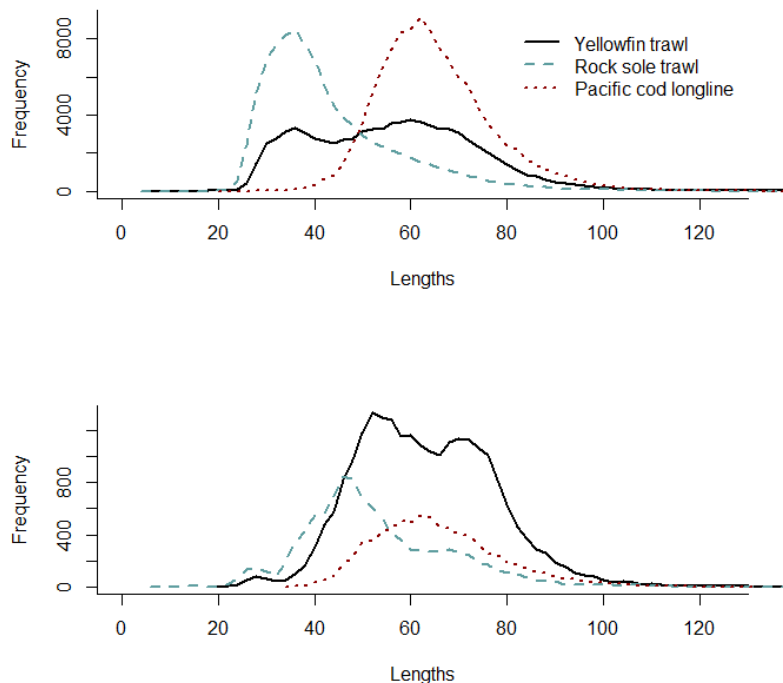 Frequency
8000
4000
0
Yellowfin trawl
Rock sole trawl
Pacific cod longline
0 20 40 60 80 100 120
Lengths
Frequency
800
400
0
0 20 40 60 80 100 120
Lengths